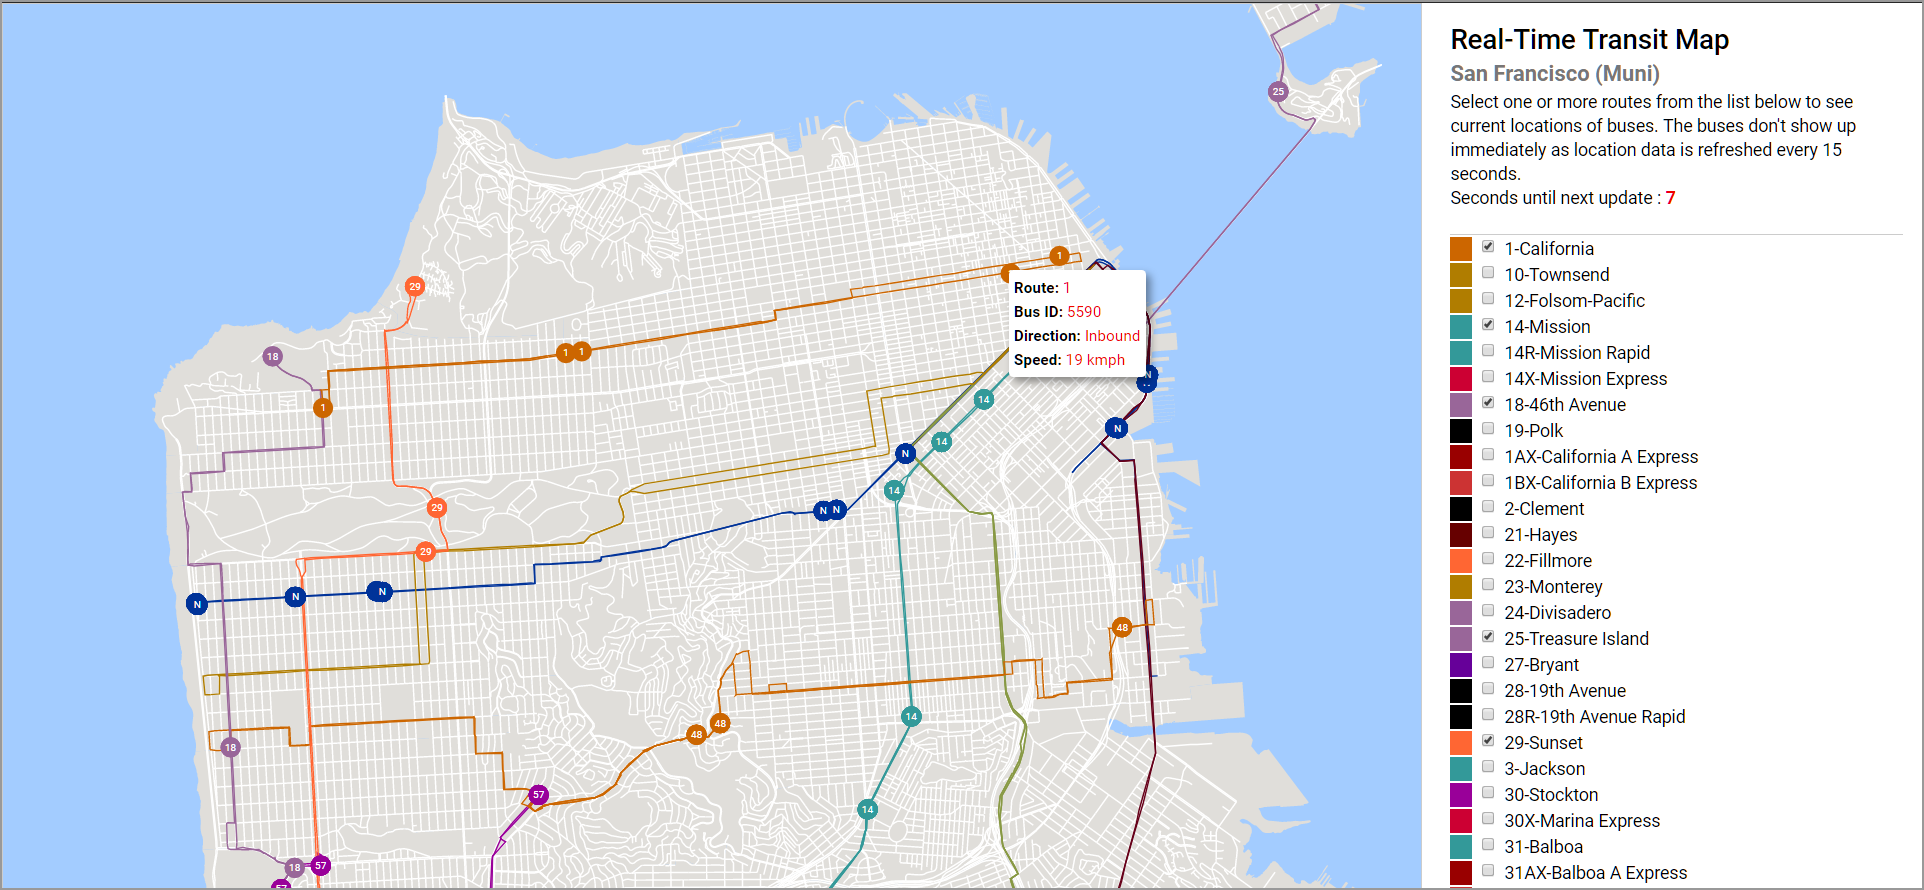 25
1
29
Route: 1
Bus ID: 5590
Direction: Inbound
Speed: 19 kmph
1 1
18
N
14
1
N
14
N
14
29
N N
29
N
N
N
48
14
48
48
18
57
14
57
18
57
Real-Time Transit Map
San Francisco (Muni)
Select one or more routes from the list below to see
current locations of buses. The buses don't show up
immediately as location data is refreshed every 15
seconds.
Seconds until next update : 7
1-California
10-Townsend
12-Folsom-Pacific
14-Mission
14R-Mission Rapid
14X-Mission Express
18-46th Avenue
19-Polk
1AX-California A Express
1BX-California B Express
2-Clement
21-Hayes
22-Fillmore
23-Monterey
24-Divisadero
25-Treasure Island
27-Bryant
28-19th Avenue
28R-19th Avenue Rapid
29-Sunset
3-Jackson
30-Stockton
30X-Marina Express
31-Balboa
31AX-Balboa A Express